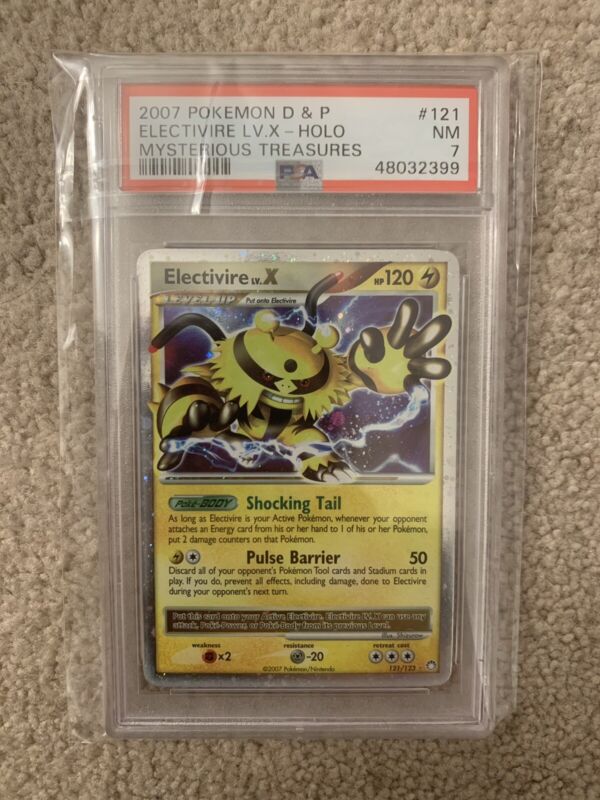 2007 POKEMON D & P #121
ELECTIVIRE LV.X - HOLO NM
MYSTERIOUS TREASURES 7
PSA 48032399
Electivire LV.X HP 120
LEVEL-UP Put onto Electivire
Poké-BODY Shocking Tail
As long as Electivire is your Active Pokémon, whenever your opponent
attaches an Energy card from his or her hand to 1 of his or her Pokémon,
put 2 damage counters on that Pokémon.
Pulse Barrier 50
Discard all of your opponent's Pokémon Tool cards and Stadium cards in
play. If you do, prevent all effects, including damage, done to Electivire
during your opponent's next turn.
Put this card onto your Active Electivire. Electivire LV.X can use any
attack, Poké-Power, or Poké-Body from its previous Level.
Illus. Shizurow
weakness resistance retreat cost
x2 -20
©2007 Pokémon/Nintendo 121/123